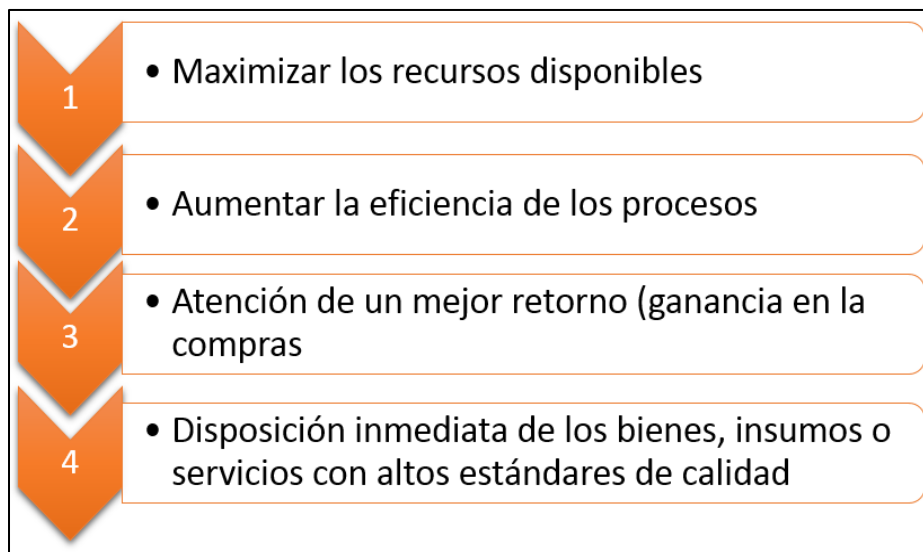 1
• Maximizar los recursos disponibles
2
• Aumentar la eficiencia de los procesos
3
• Atención de un mejor retorno (ganancia en la
compras
4
• Disposición inmediata de los bienes, insumos o
servicios con altos estándares de calidad